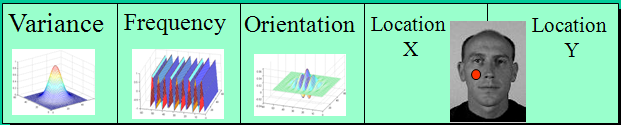 Variance
Frequency
Orientation
Location
X
Location
Y